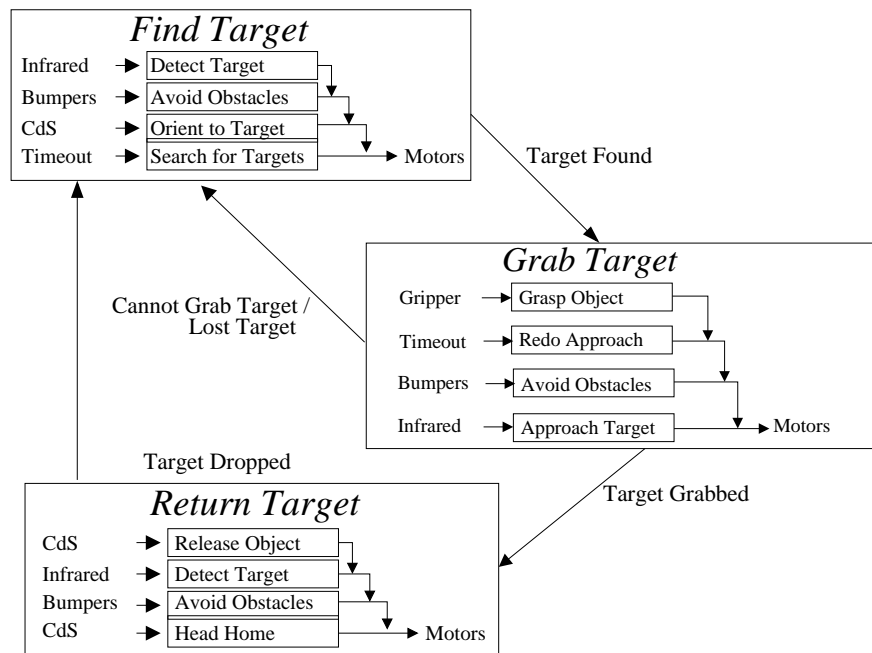 Find Target
Infrared Detect Target
Bumpers Avoid Obstacles
CdS Orient to Target
Timeout Search for Targets Motors
Target Found
Grab Target
Gripper Grasp Object
Timeout Redo Approach
Bumpers Avoid Obstacles
Infrared Approach Target Motors
Cannot Grab Target /
Lost Target
Target Dropped
Target Grabbed
Return Target
CdS Release Object
Infrared Detect Target
Bumpers Avoid Obstacles
CdS Head Home Motors